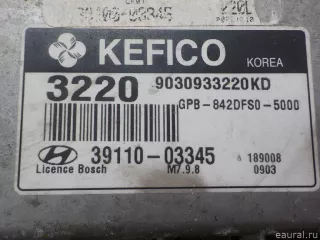 KEFICO KOREA
3220 9030933220KD
GPB-842DFS0-5000
39110-03345 189008
Licence Bosch M7.9.8 0903
eaural.ru